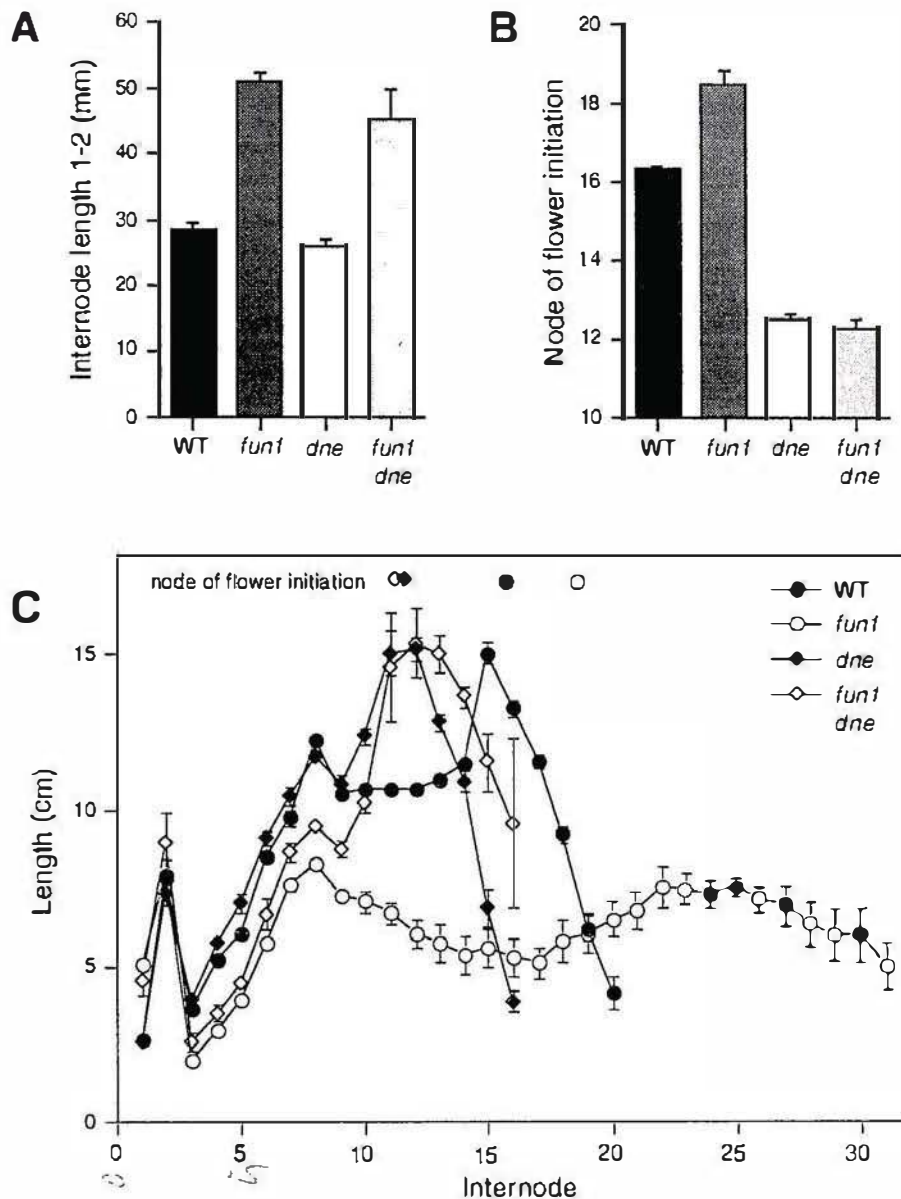 A
Internode length 1-2 (mm)
60
50
40
30
20
10
0
WT fun1 dne fun1
dne
B
Node of flower initiation
20
18
16
14
12
10
WT fun1 dne fun1
dne
C
node of flower initiation
WT
fun1
dne
fun1
dne
Length (cm)
15
10
5
0
0 5 10 15 20 25 30
Internode
0